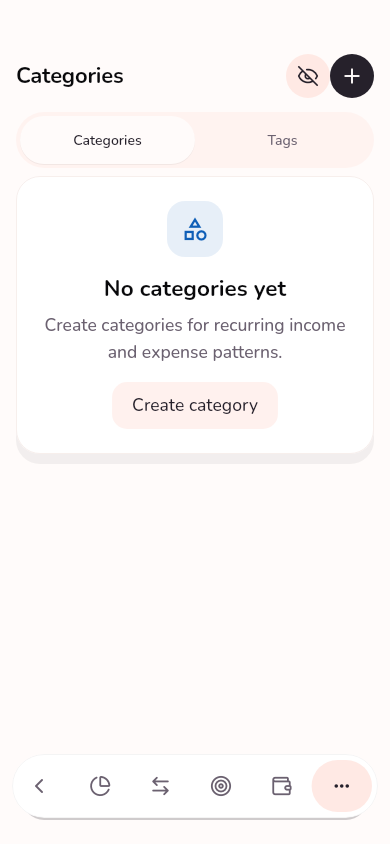 Categories
Categories
Tags
No categories yet
Create categories for recurring income
and expense patterns.
Create category